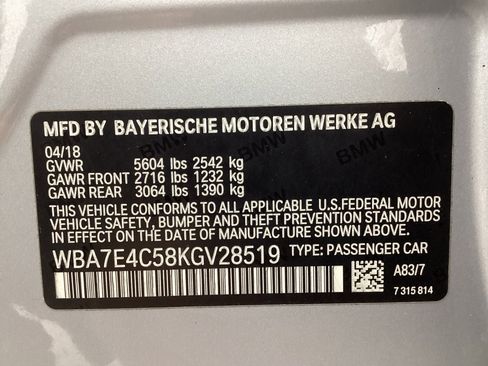 MFD BY BAYERISCHE MOTOREN WERKE AG
04/18
GVWR 5604 lbs 2542 kg
GAWR FRONT 2716 lbs 1232 kg
GAWR REAR 3064 lbs 1390 kg
THIS VEHICLE CONFORMS TO ALL APPLICABLE U.S.FEDERAL MOTOR
VEHICLE SAFETY, BUMPER AND THEFT PREVENTION STANDARDS
IN EFFECT ON THE DATE OF MANUFACTURE SHOWN ABOVE.
WBA7E4C58KGV28519 TYPE: PASSENGER CAR
A83/7
7 315 814